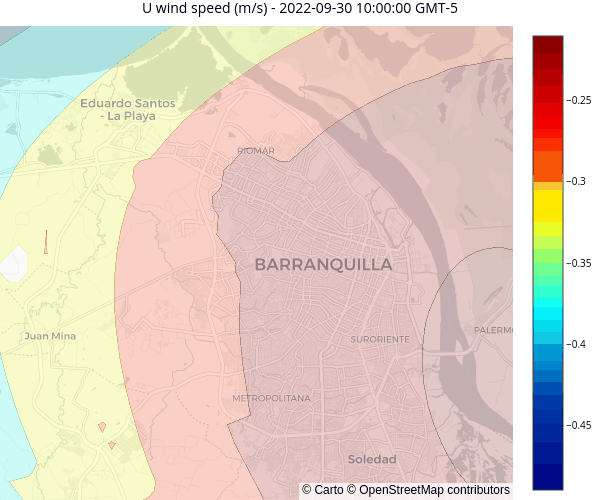 U wind speed (m/s) - 2022-09-30 10:00:00 GMT-5
Eduardo Santos
- La Playa
RIOMAR
BARRANQUILLA
Juan Mina
SURORIENTE
PALERMO
METROPOLITANA
Soledad
© Carto © OpenStreetMap contributors
−0.25
−0.3
−0.35
−0.4
−0.45